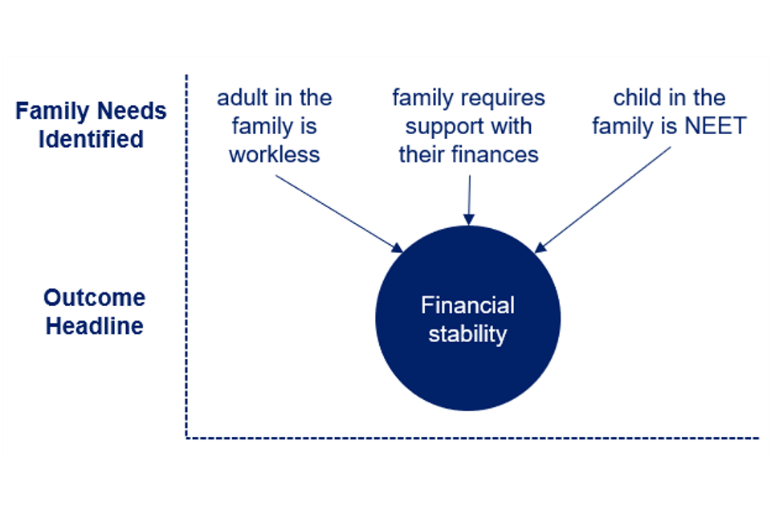 Family Needs
Identified
adult in the
family is
workless
family requires
support with
their finances
child in the
family is NEET
Outcome
Headline
Financial
stability